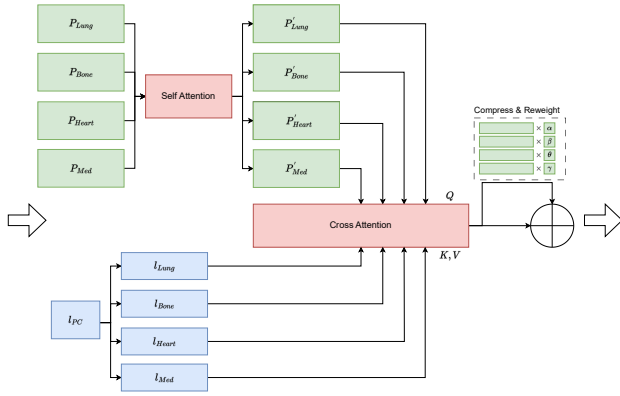 P_Lung
P_Bone
P_Heart
P_Med
Self Attention
P'_Lung
P'_Bone
P'_Heart
P'_Med
Compress & Reweight
× α
× β
× θ
× γ
Q
Cross Attention
K, V
l_PC
l_Lung
l_Bone
l_Heart
l_Med